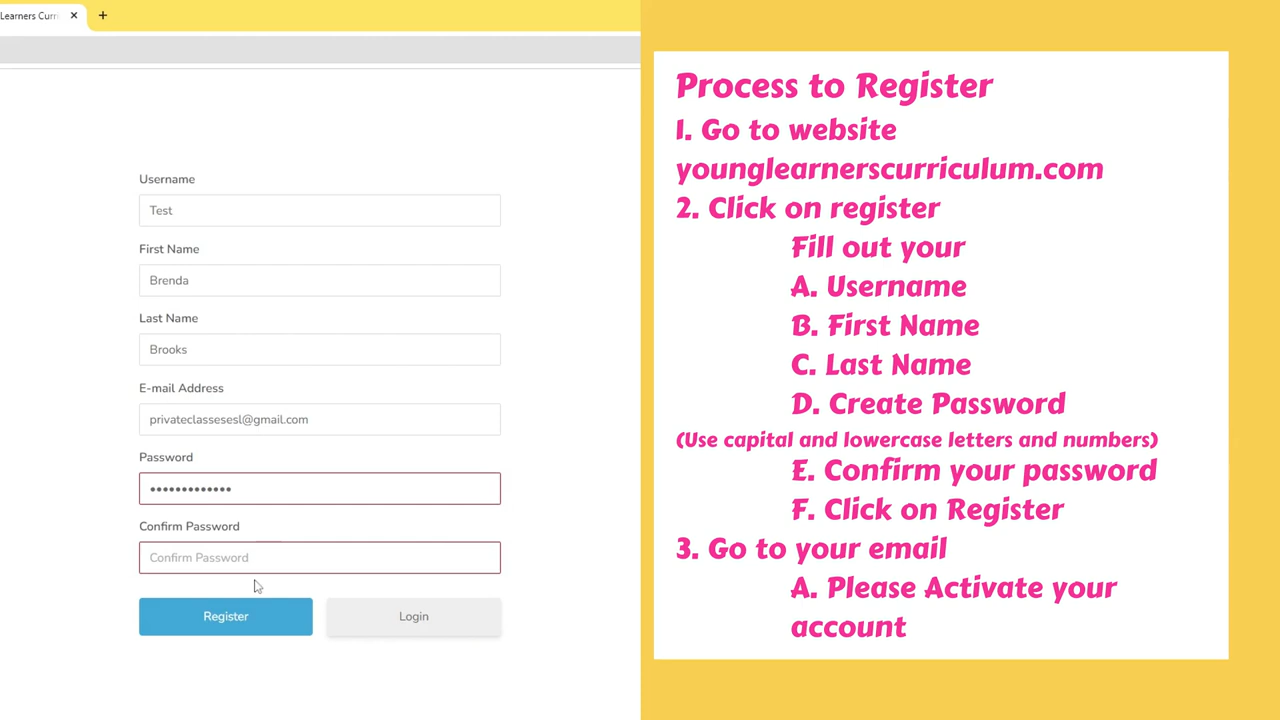 Learners Curr
Username
Test
First Name
Brenda
Last Name
Brooks
E-mail Address
privateclassesesl@gmail.com
Password
•••••••••••••
Confirm Password
Confirm Password
Register
Login
Process to Register
1. Go to website
younglearnerscurriculum.com
2. Click on register
Fill out your
A. Username
B. First Name
C. Last Name
D. Create Password
(Use capital and lowercase letters and numbers)
E. Confirm your password
F. Click on Register
3. Go to your email
A. Please Activate your
account